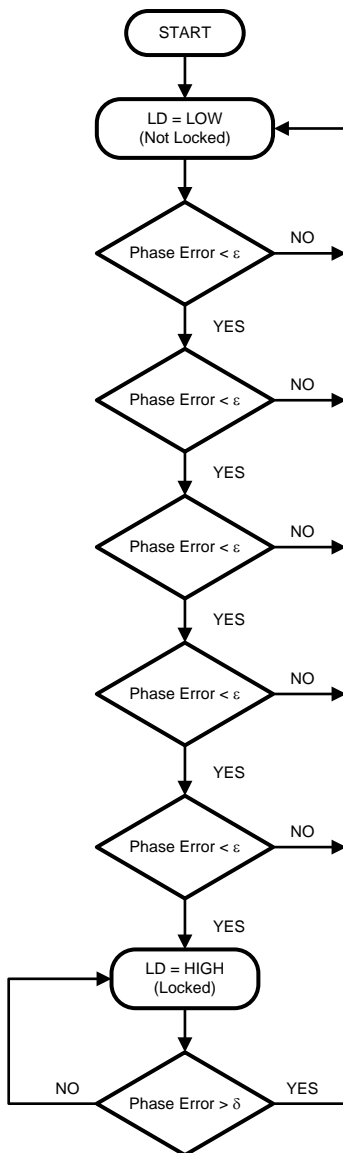 START
LD = LOW
(Not Locked)
Phase Error < ε
NO
YES
Phase Error < ε
NO
YES
Phase Error < ε
NO
YES
Phase Error < ε
NO
YES
Phase Error < ε
NO
YES
LD = HIGH
(Locked)
NO
Phase Error > δ
YES